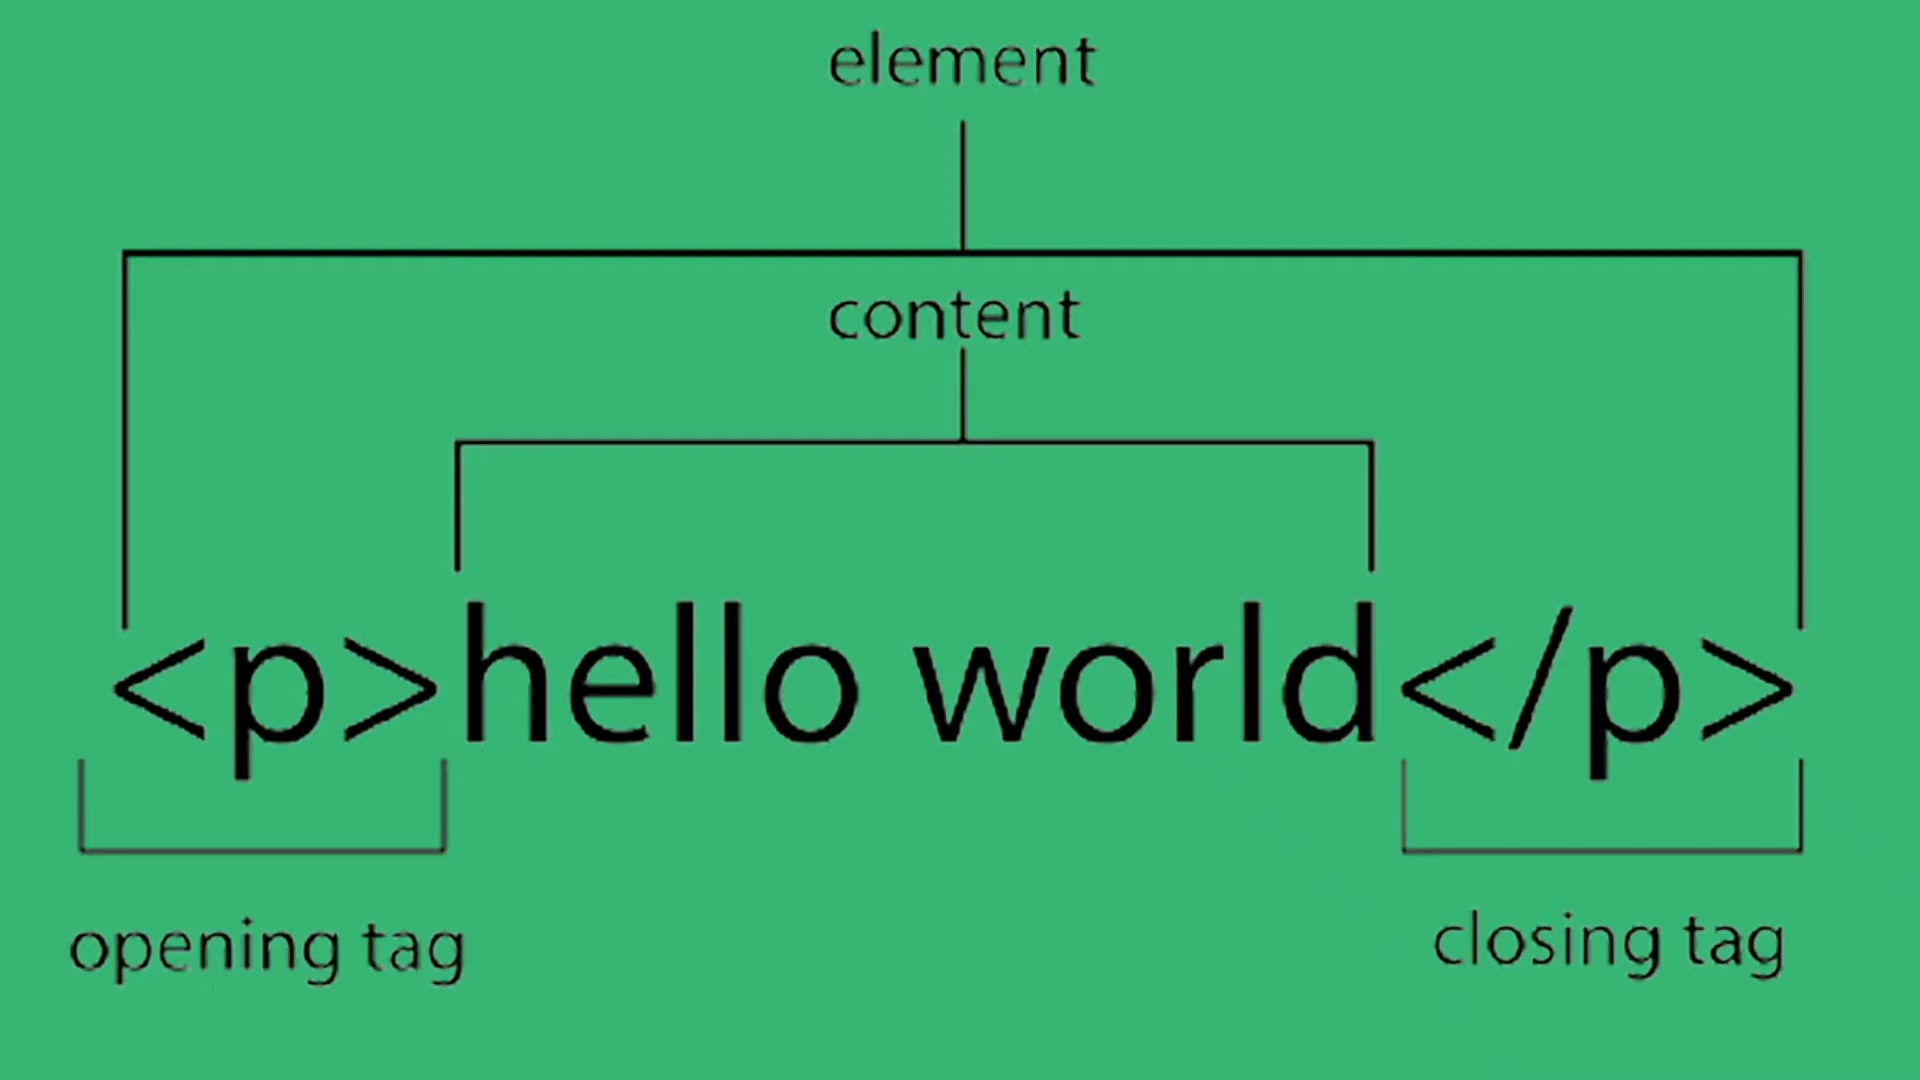 element
content
<p>hello world</p>
opening tag
closing tag